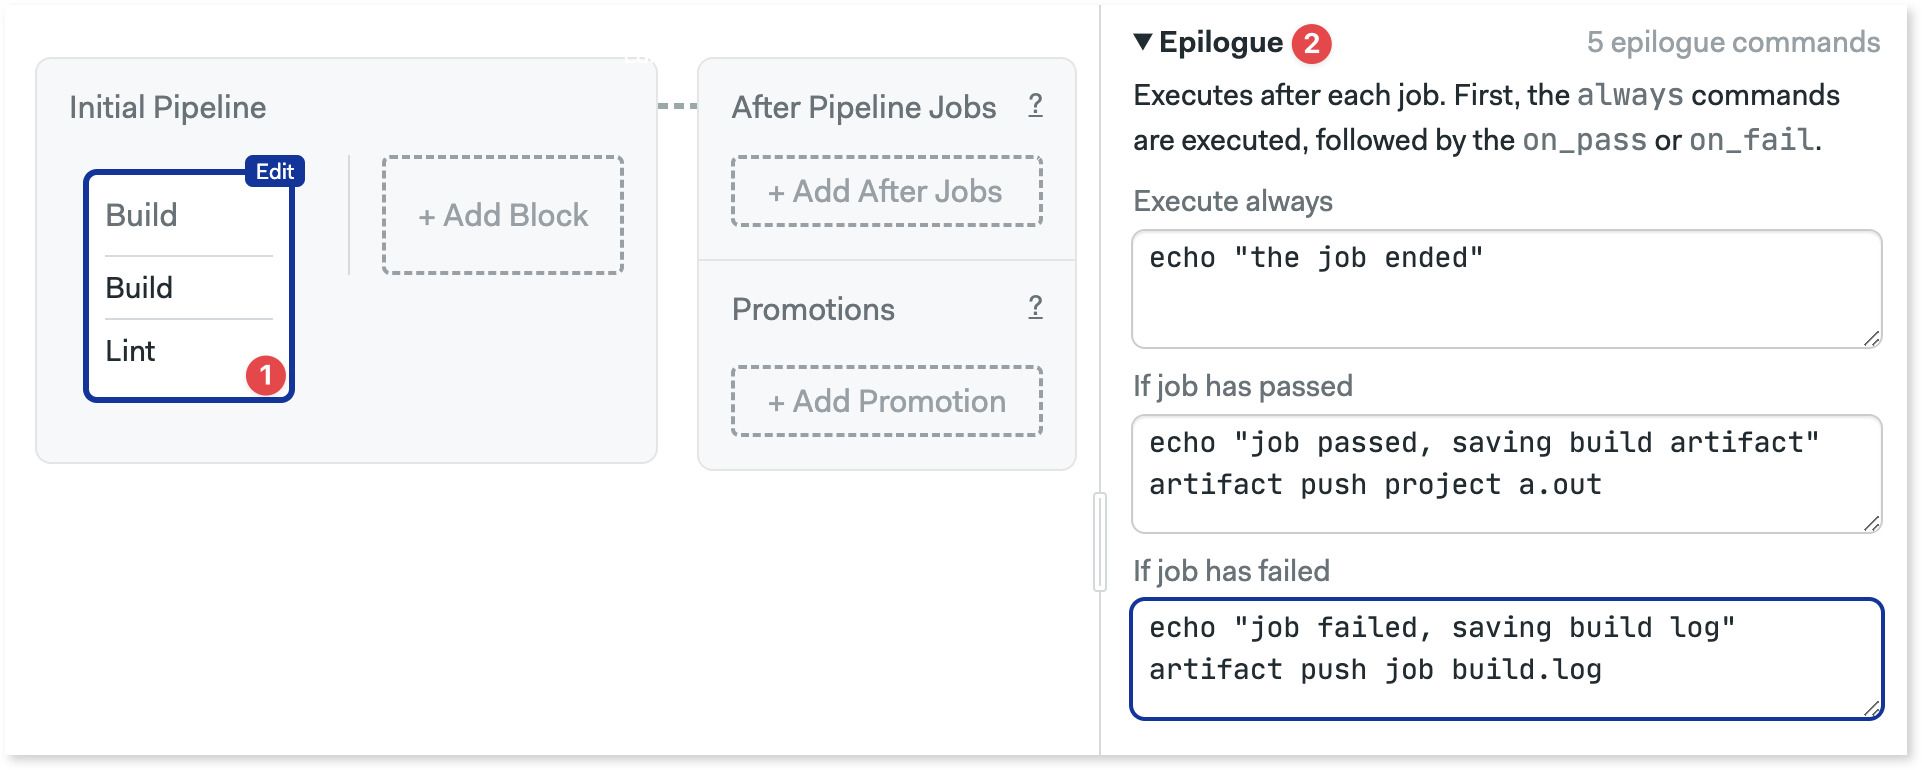 Initial Pipeline
Edit
Build
Build
Lint
1
+ Add Block
After Pipeline Jobs ?
+ Add After Jobs
Promotions ?
+ Add Promotion
▼ Epilogue 2 5 epilogue commands
Executes after each job. First, the always commands
are executed, followed by the on_pass or on_fail.
Execute always
echo "the job ended"
If job has passed
echo "job passed, saving build artifact"
artifact push project a.out
If job has failed
echo "job failed, saving build log"
artifact push job build.log